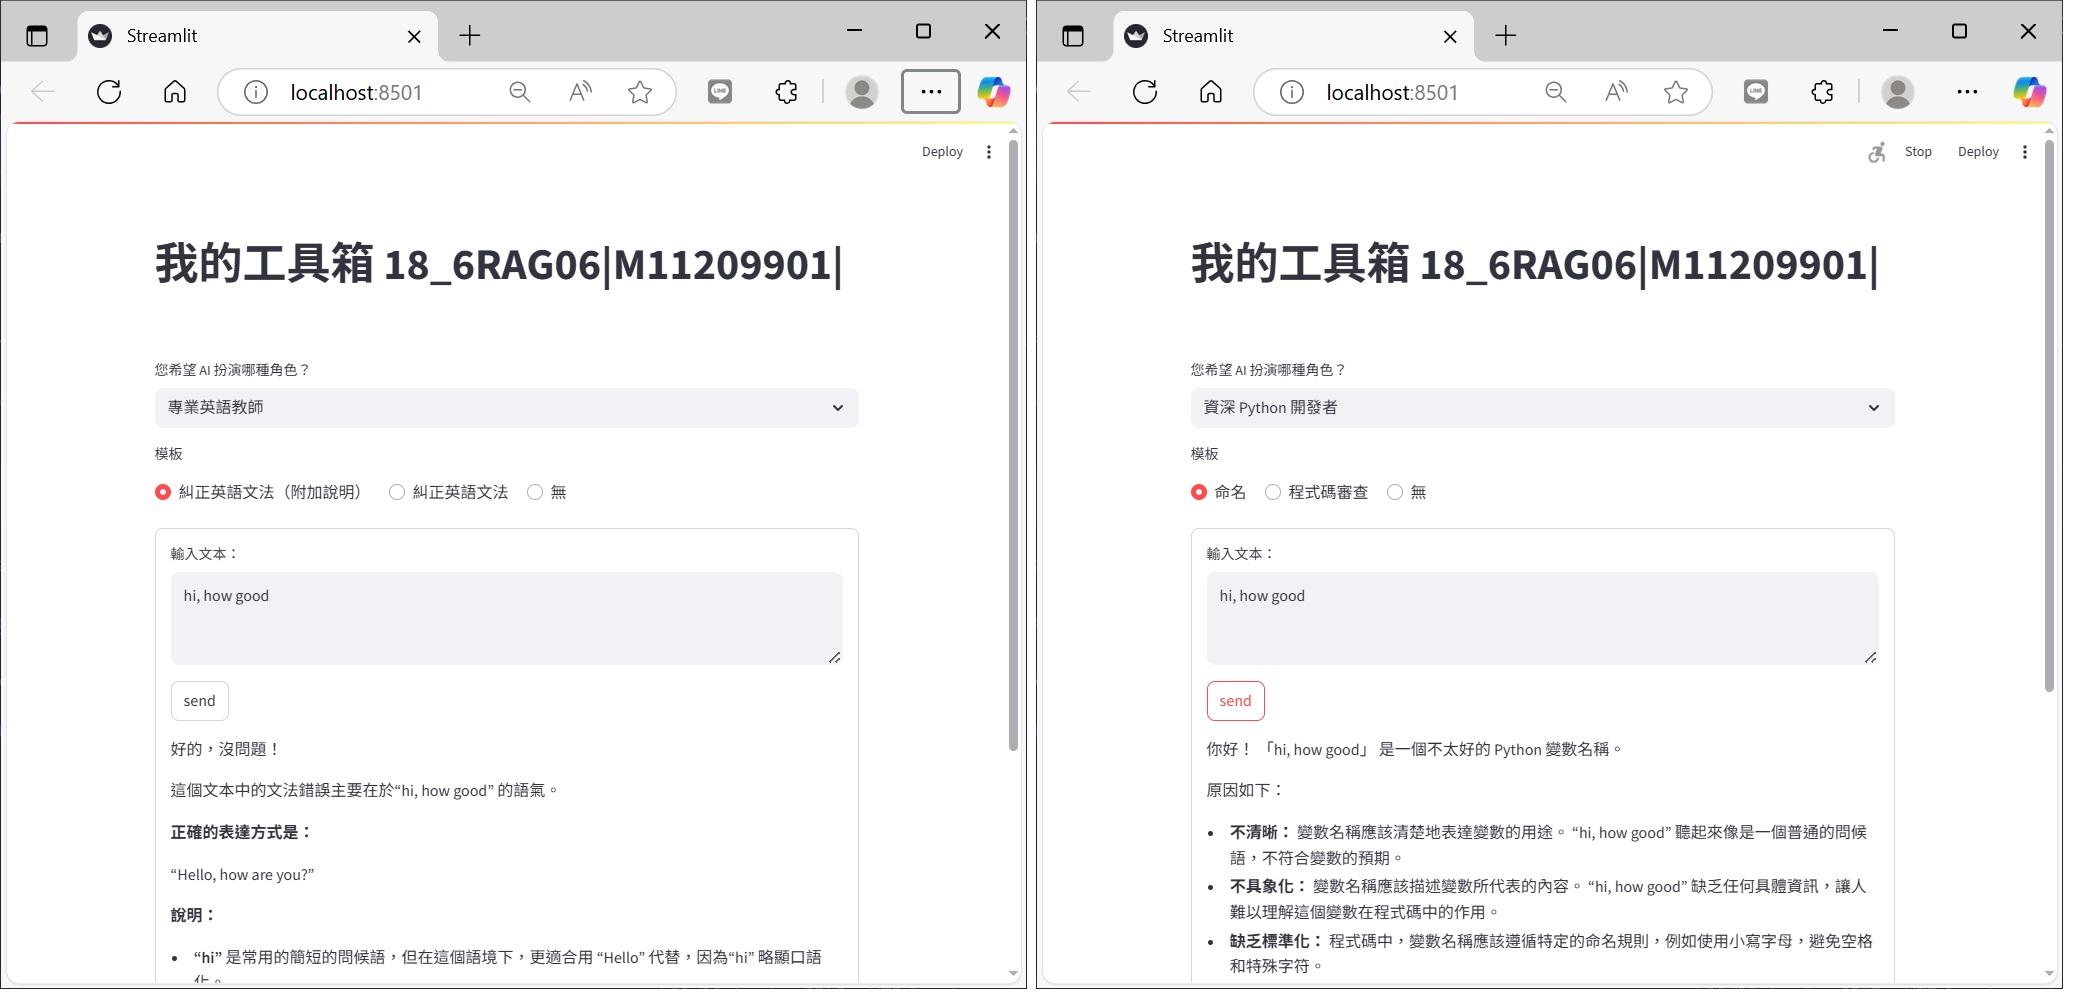 Streamlit
localhost:8501
LINE
Deploy
我的工具箱 18_6RAG06|M11209901|
您希望 AI 扮演哪種角色？
專業英語教師
模板
糾正英語文法（附加說明） 糾正英語文法 無
輸入文本：
hi, how good
send
好的，沒問題！
這個文本中的文法錯誤主要在於“hi, how good” 的語氣。
正確的表達方式是：
“Hello, how are you?”
說明：
“hi” 是常用的簡短的問候語，但在這個語境下，更適合用 “Hello” 代替，因為“hi” 略顯口語
化。
Streamlit
localhost:8501
LINE
Stop Deploy
我的工具箱 18_6RAG06|M11209901|
您希望 AI 扮演哪種角色？
資深 Python 開發者
模板
命名 程式碼審查 無
輸入文本：
hi, how good
send
你好！ 「hi, how good」 是一個不太好的 Python 變數名稱。
原因如下：
不清晰： 變數名稱應該清楚地表達變數的用途。 “hi, how good” 聽起來像是一個普通的問候
語，不符合變數的預期。
不具象化： 變數名稱應該描述變數所代表的內容。 “hi, how good” 缺乏任何具體資訊，讓人
難以理解這個變數在程式碼中的作用。
缺乏標準化： 程式碼中，變數名稱應該遵循特定的命名規則，例如使用小寫字母，避免空格
和特殊字符。